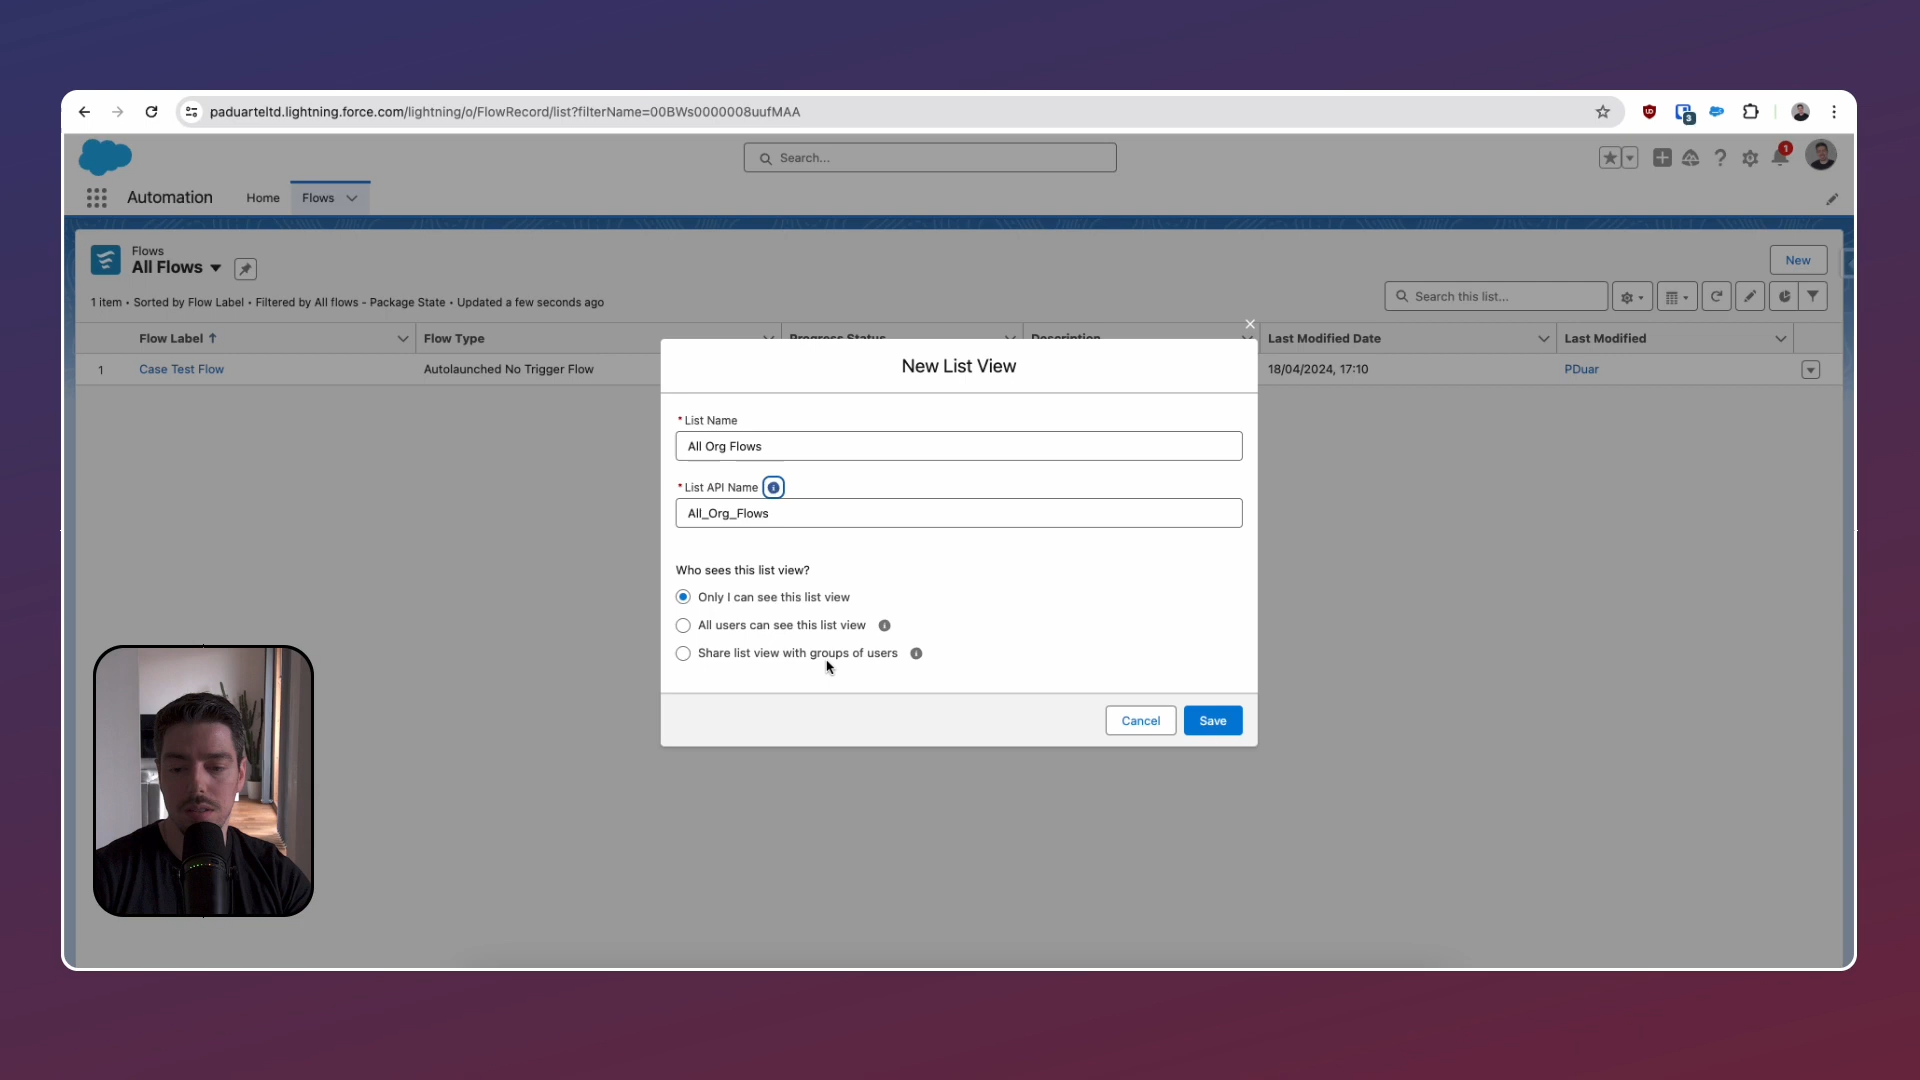 paduarteltd.lightning.force.com/lightning/o/FlowRecord/list?filterName=00BWs0000008uufMAA
3
Search...
1
Automation
Home
Flows
Flows
All Flows
New
1 item • Sorted by Flow Label • Filtered by All flows - Package State • Updated a few seconds ago
Search this list...
Flow Label ↑
Flow Type
Progress Status
Description
Last Modified Date
Last Modified
1
Case Test Flow
Autolaunched No Trigger Flow
18/04/2024, 17:10
PDuar
New List View
* List Name
All Org Flows
* List API Name
All_Org_Flows
Who sees this list view?
Only I can see this list view
All users can see this list view
Share list view with groups of users
Cancel
Save